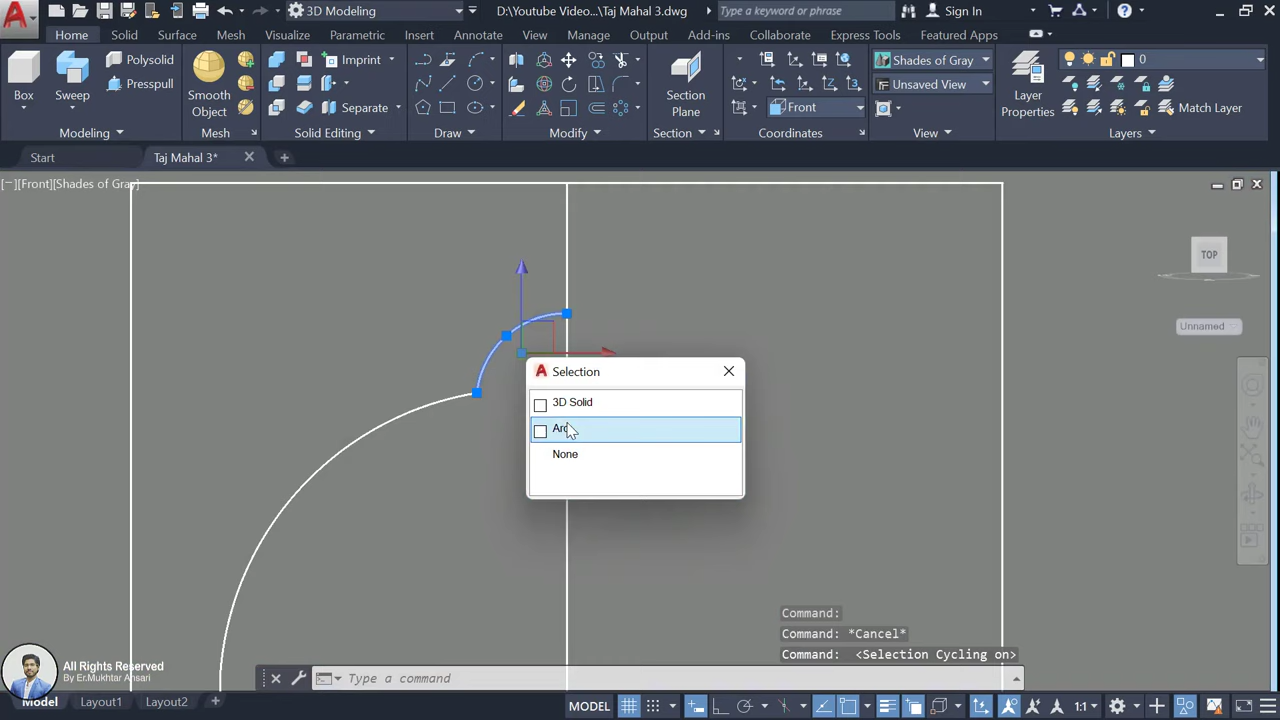 3D Modeling
D:\Youtube Video...\Taj Mahal 3.dwg
Type a keyword or phrase
Sign In
Home
Solid
Surface
Mesh
Visualize
Parametric
Insert
Annotate
View
Manage
Output
Add-ins
Collaborate
Express Tools
Featured Apps
Box
Sweep
Polysolid
Presspull
Smooth
Object
Imprint
Separate
Section
Plane
Front
Shades of Gray
Unsaved View
Layer
Properties
0
Match Layer
Modeling
Mesh
Solid Editing
Draw
Modify
Section
Coordinates
View
Layers
Start
Taj Mahal 3*
[−][Front][Shades of Gray]
TOP
Unnamed
Selection
3D Solid
Arc
None
Command:
Command: *Cancel*
Command: <Selection Cycling on>
Type a command
All Rights Reserved
By Er.Mukhtar Ansari
Model
Layout1
Layout2
MODEL
1:1